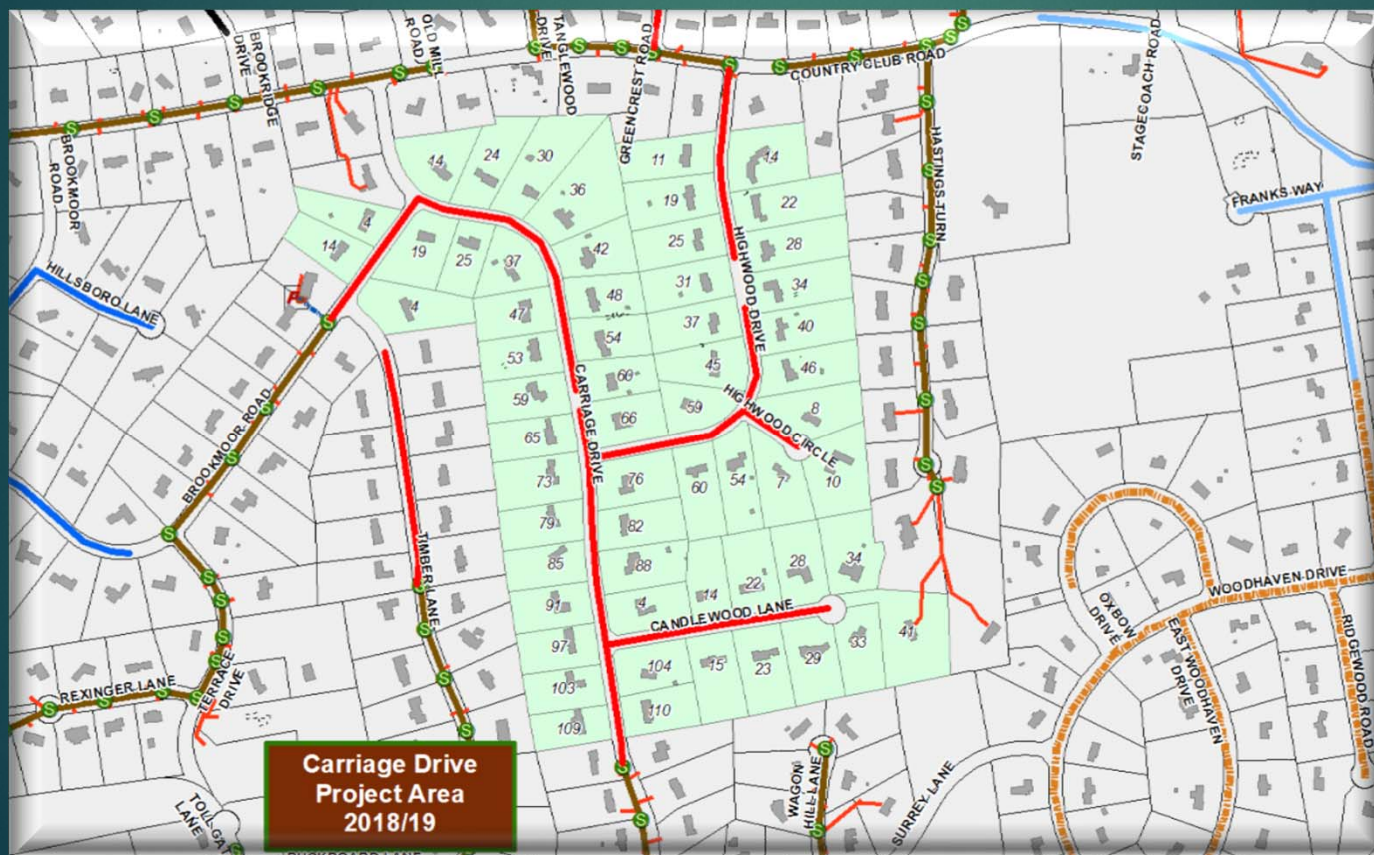 BROOKRIDGE
DRIVE
OLD MILL
ROAD
TANGLEWOOD
DRIVE
GREENCREST ROAD
COUNTRY CLUB ROAD
STAGECOACH ROAD
BROOKMOOR
ROAD
HASTINGS TURN
FRANKS WAY
HILLSBORO LANE
14
24
30
36
11
14
4
14
19
25
37
42
19
22
25
28
HIGHWOOD DRIVE
4
47
48
31
34
53
54
37
40
59
60
45
46
CARRIAGE DRIVE
65
66
59
8
HIGHWOOD CIRCLE
BROOKMOOR ROAD
73
76
60
54
7
10
79
82
TIMBER LANE
85
88
14
22
28
34
91
4
CANDLEWOOD LANE
97
104
15
23
29
33
41
103
110
109
REXINGER LANE
TERRACE
DRIVE
OXBOW
DRIVE
WOODHAVEN DRIVE
EAST WOODHAVEN
DRIVE
RIDGEWOOD ROAD
Carriage Drive
Project Area
2018/19
WAGON
HILL LANE
SURREY LANE
TOLL GATE
LANE